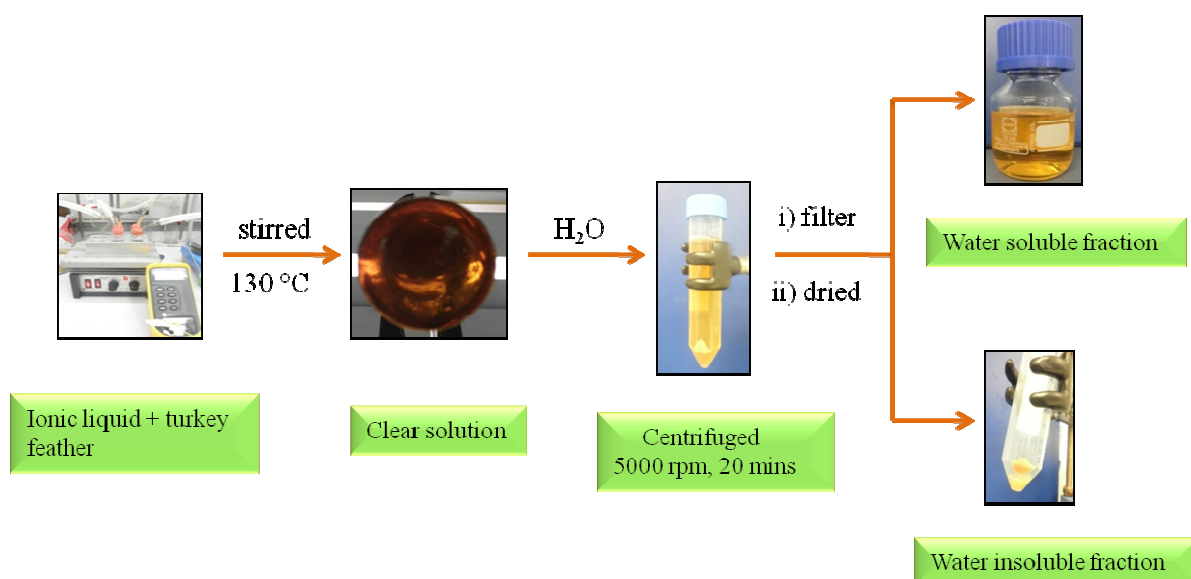 stirred
130 °C
H₂O
i) filter
ii) dried
Water soluble fraction
Ionic liquid + turkey
feather
Clear solution
Centrifuged
5000 rpm, 20 mins
Water insoluble fraction